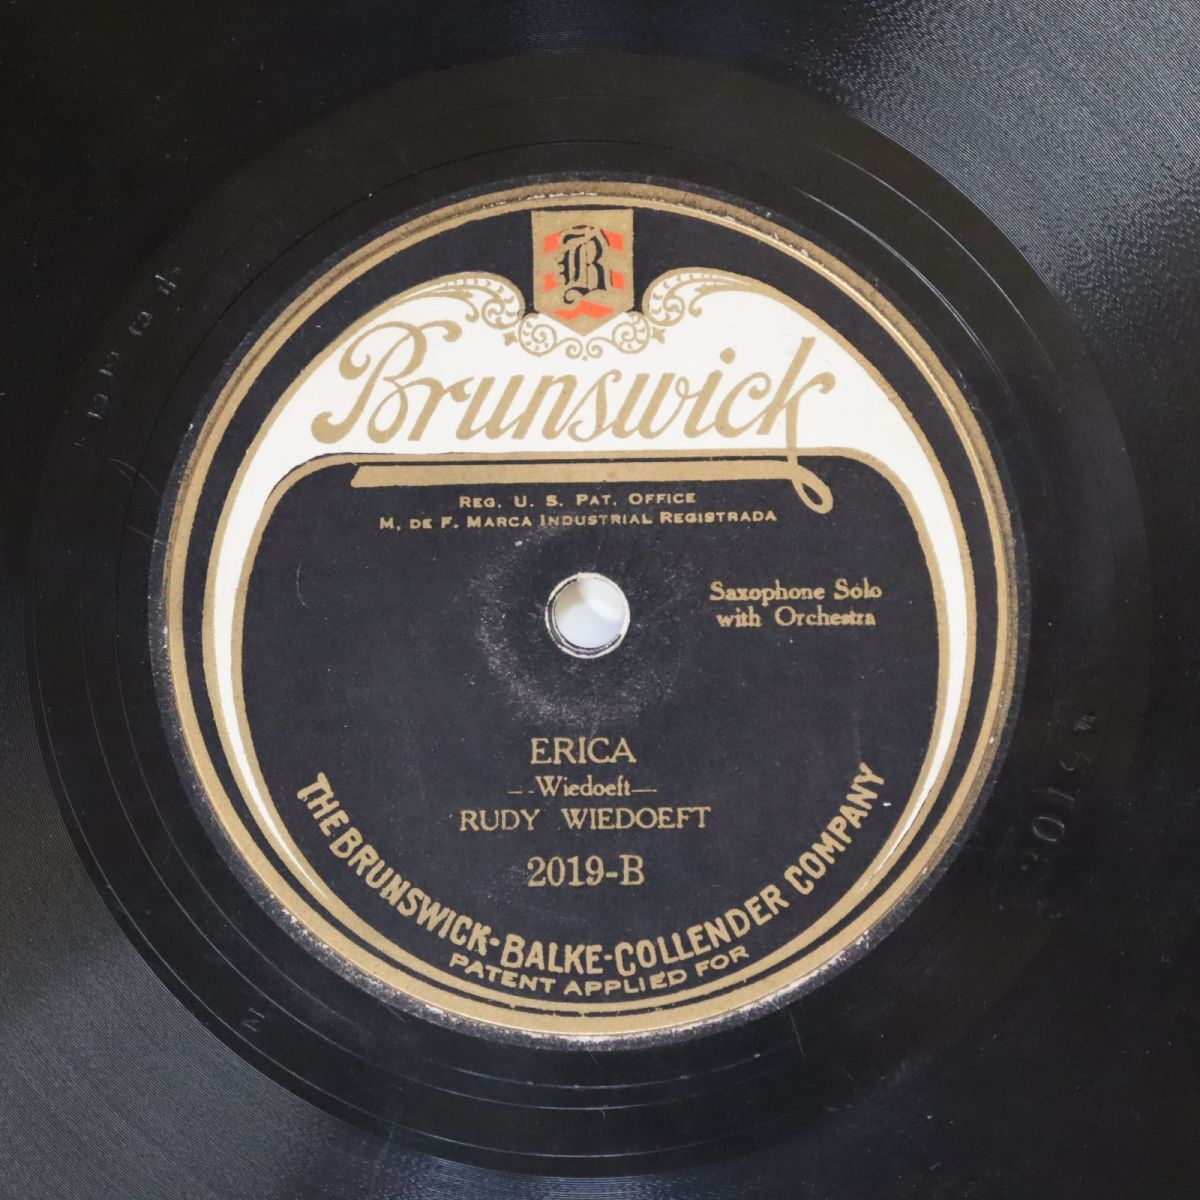 B
Brunswick
REG. U. S. PAT. OFFICE
M. DE F. MARCA INDUSTRIAL REGISTRADA
Saxophone Solo
with Orchestra
ERICA
--Wiedoeft—
RUDY WIEDOEFT
2019-B
THE BRUNSWICK-BALKE-COLLENDER COMPANY
PATENT APPLIED FOR